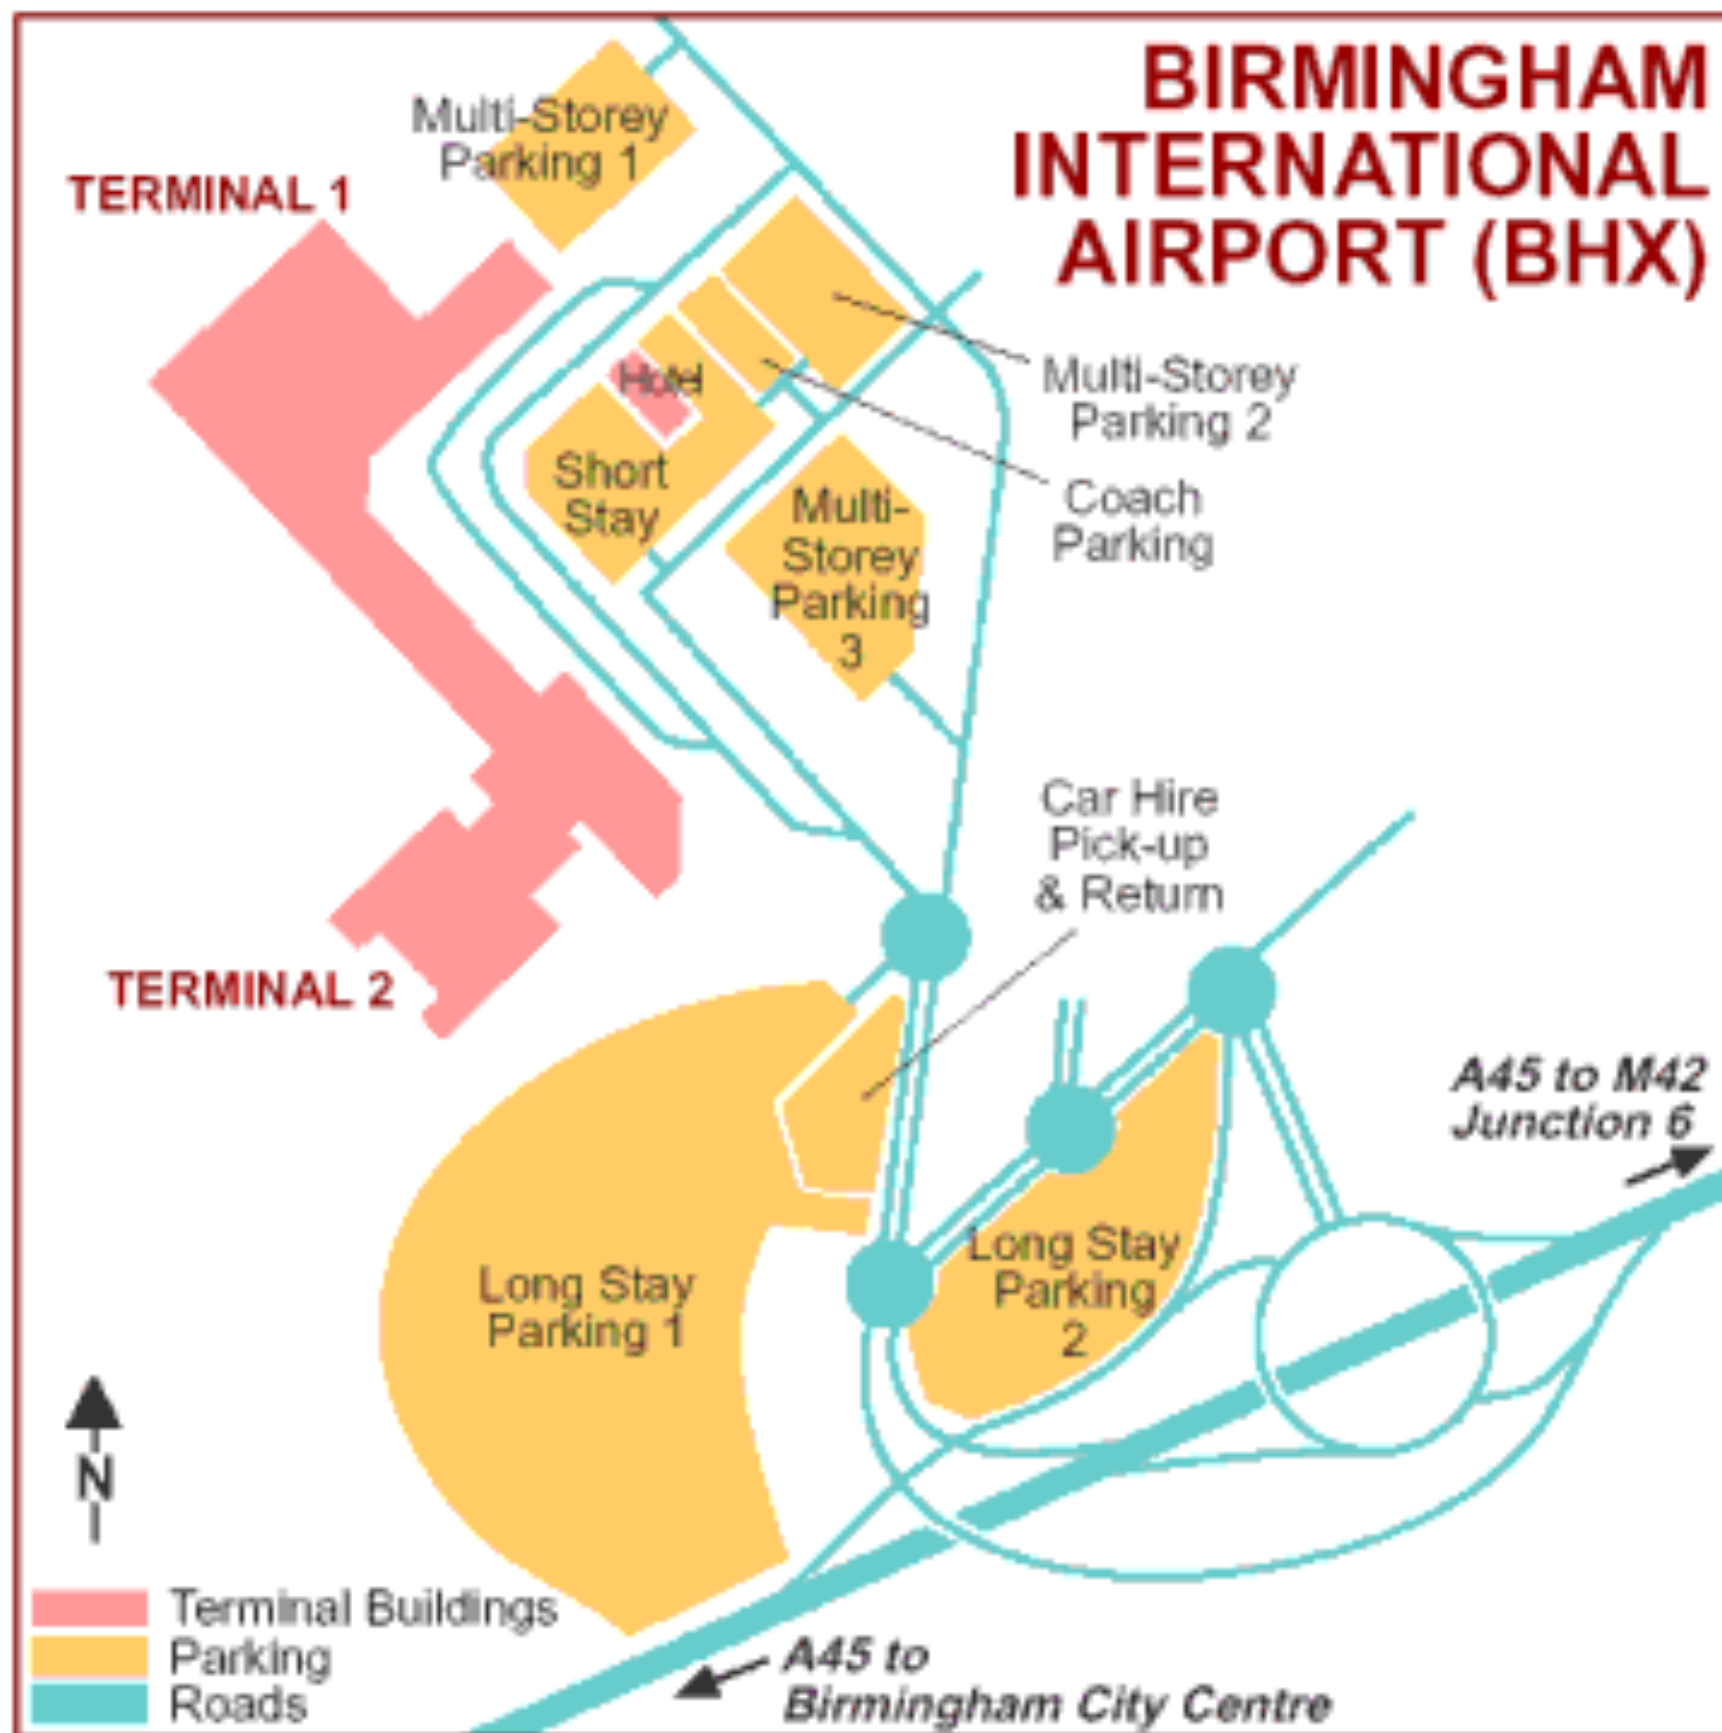 BIRMINGHAM
INTERNATIONAL
AIRPORT (BHX)
Multi-Storey
Parking 1
TERMINAL 1
Hotel
Multi-Storey
Parking 2
Short
Stay
Coach
Parking
Multi-
Storey
Parking
3
Car Hire
Pick-up
& Return
TERMINAL 2
A45 to M42
Junction 6
Long Stay
Parking 1
Long Stay
Parking
2
N
Terminal Buildings
Parking
Roads
A45 to
Birmingham City Centre